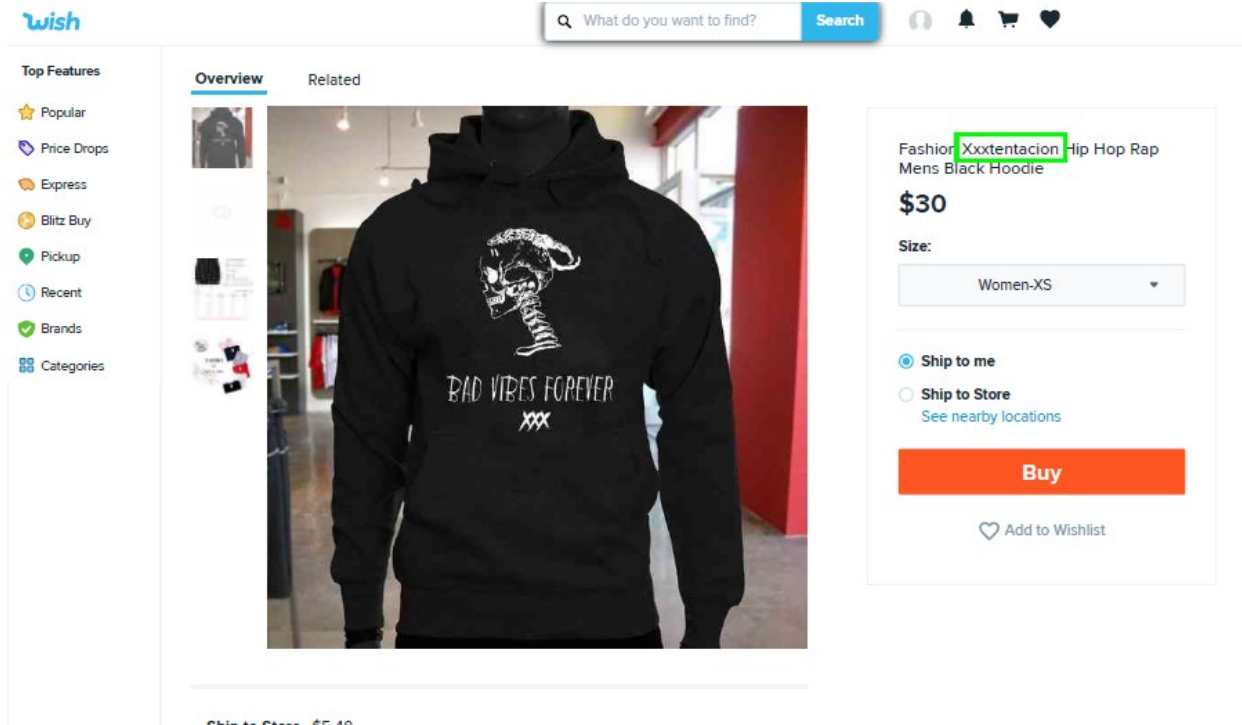 wish
What do you want to find?
Search
Top Features
Popular
Price Drops
Express
Blitz Buy
Pickup
Recent
Brands
Categories
Overview
Related
BAD VIBES FOREVER
XXX
Fashion Xxxtentacion Hip Hop Rap
Mens Black Hoodie
$30
Size:
Women-XS
Ship to me
Ship to Store
See nearby locations
Buy
Add to Wishlist
Ship to Store $5.49